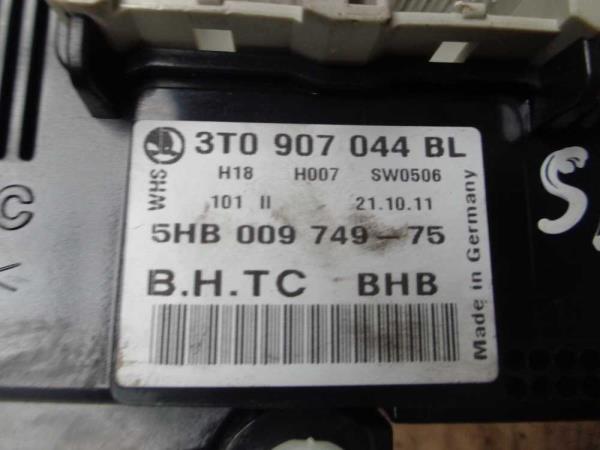 3T0 907 044 BL
WHS
H18 H007 SW0506
101 II 21.10.11
5HB 009 749-75
B.H.TC BHB
Made in Germany
C